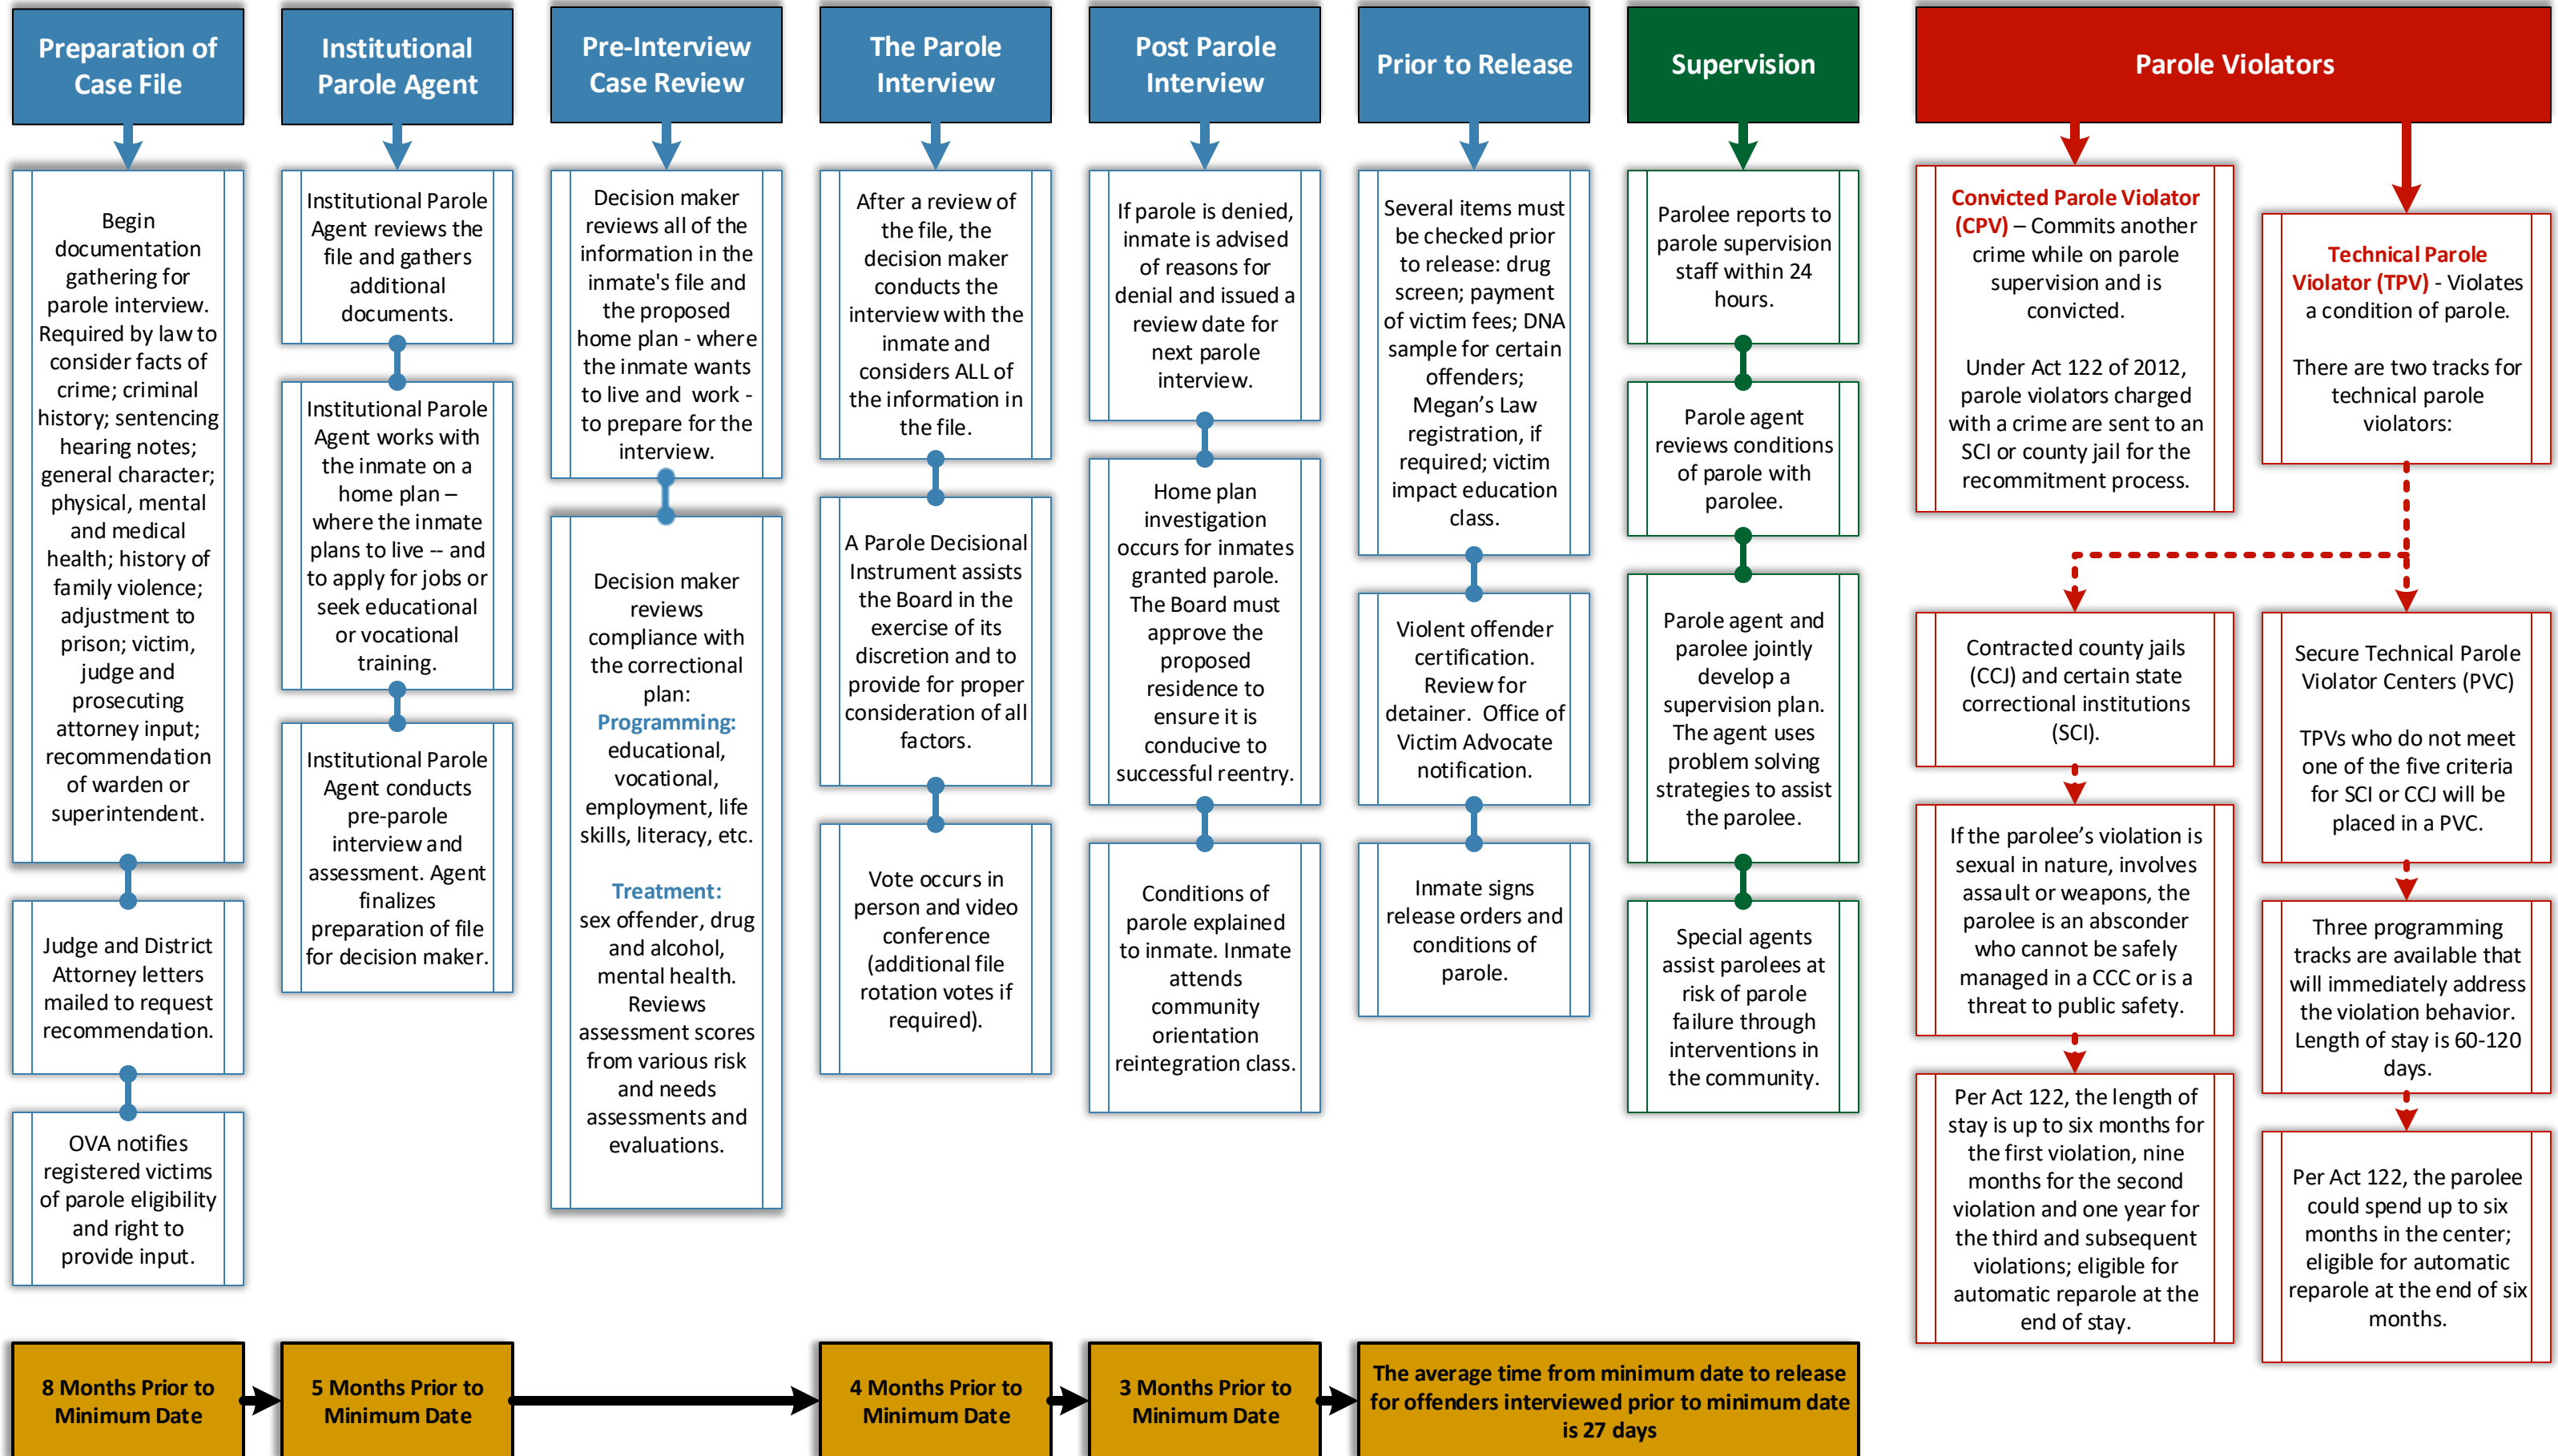 Preparation of
Case File
Begin
documentation
gathering for
parole interview.
Required by law to
consider facts of
crime; criminal
history; sentencing
hearing notes;
general character;
physical, mental
and medical
health; history of
family violence;
adjustment to
prison; victim,
judge and
prosecuting
attorney input;
recommendation
of warden or
superintendent.
Judge and District
Attorney letters
mailed to request
recommendation.
OVA notifies
registered victims
of parole eligibility
and right to
provide input.
Institutional
Parole Agent
Institutional Parole
Agent reviews the
file and gathers
additional
documents.
Institutional Parole
Agent works with
the inmate on a
home plan –
where the inmate
plans to live -- and
to apply for jobs or
seek educational
or vocational
training.
Institutional Parole
Agent conducts
pre-parole
interview and
assessment. Agent
finalizes
preparation of file
for decision maker.
Pre-Interview
Case Review
Decision maker
reviews all of the
information in the
inmate's file and
the proposed
home plan - where
the inmate wants
to live and work -
to prepare for the
interview.
Decision maker
reviews
compliance with
the correctional
plan:
Programming:
educational,
vocational,
employment, life
skills, literacy, etc.
Treatment:
sex offender, drug
and alcohol,
mental health.
Reviews
assessment scores
from various risk
and needs
assessments and
evaluations.
The Parole
Interview
After a review of
the file, the
decision maker
conducts the
interview with the
inmate and
considers ALL of
the information in
the file.
A Parole Decisional
Instrument assists
the Board in the
exercise of its
discretion and to
provide for proper
consideration of all
factors.
Vote occurs in
person and video
conference
(additional file
rotation votes if
required).
Post Parole
Interview
If parole is denied,
inmate is advised
of reasons for
denial and issued a
review date for
next parole
interview.
Home plan
investigation
occurs for inmates
granted parole.
The Board must
approve the
proposed
residence to
ensure it is
conducive to
successful reentry.
Conditions of
parole explained
to inmate. Inmate
attends
community
orientation
reintegration class.
Prior to Release
Several items must
be checked prior
to release: drug
screen; payment
of victim fees; DNA
sample for certain
offenders;
Megan’s Law
registration, if
required; victim
impact education
class.
Violent offender
certification.
Review for
detainer. Office of
Victim Advocate
notification.
Inmate signs
release orders and
conditions of
parole.
Supervision
Parolee reports to
parole supervision
staff within 24
hours.
Parole agent
reviews conditions
of parole with
parolee.
Parole agent and
parolee jointly
develop a
supervision plan.
The agent uses
problem solving
strategies to assist
the parolee.
Special agents
assist parolees at
risk of parole
failure through
interventions in
the community.
Parole Violators
Convicted Parole Violator
(CPV) – Commits another
crime while on parole
supervision and is
convicted.
Under Act 122 of 2012,
parole violators charged
with a crime are sent to an
SCI or county jail for the
recommitment process.
Technical Parole
Violator (TPV) - Violates
a condition of parole.
There are two tracks for
technical parole
violators:
Contracted county jails
(CCJ) and certain state
correctional institutions
(SCI).
If the parolee’s violation is
sexual in nature, involves
assault or weapons, the
parolee is an absconder
who cannot be safely
managed in a CCC or is a
threat to public safety.
Per Act 122, the length of
stay is up to six months for
the first violation, nine
months for the second
violation and one year for
the third and subsequent
violations; eligible for
automatic reparole at the
end of stay.
Secure Technical Parole
Violator Centers (PVC)
TPVs who do not meet
one of the five criteria
for SCI or CCJ will be
placed in a PVC.
Three programming
tracks are available that
will immediately address
the violation behavior.
Length of stay is 60-120
days.
Per Act 122, the parolee
could spend up to six
months in the center;
eligible for automatic
reparole at the end of six
months.
8 Months Prior to
Minimum Date
5 Months Prior to
Minimum Date
4 Months Prior to
Minimum Date
3 Months Prior to
Minimum Date
The average time from minimum date to release
for offenders interviewed prior to minimum date
is 27 days